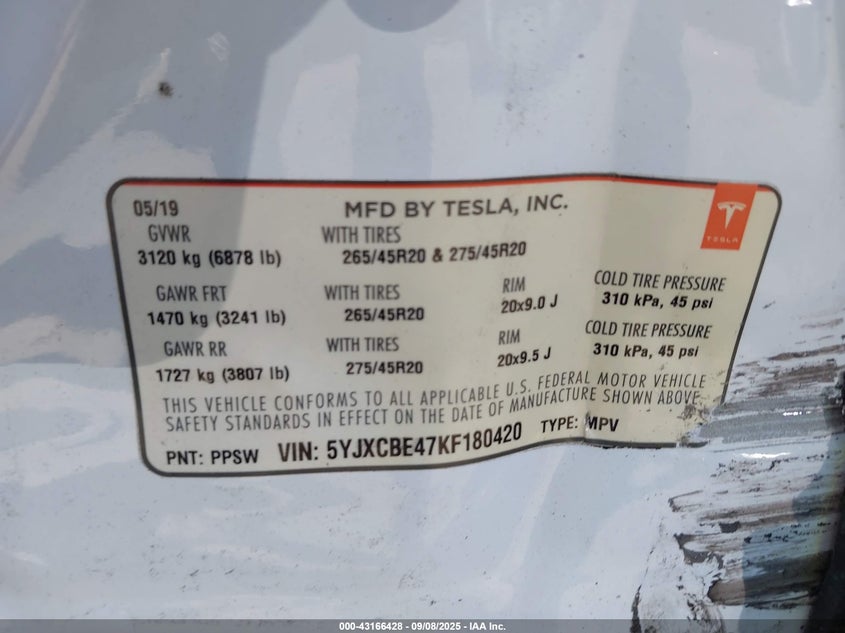 05/19 MFD BY TESLA, INC.
TESLA
GVWR WITH TIRES
3120 kg (6878 lb) 265/45R20 & 275/45R20
GAWR FRT WITH TIRES RIM COLD TIRE PRESSURE
1470 kg (3241 lb) 265/45R20 20x9.0 J 310 kPa, 45 psi
GAWR RR WITH TIRES RIM COLD TIRE PRESSURE
1727 kg (3807 lb) 275/45R20 20x9.5 J 310 kPa, 45 psi
THIS VEHICLE CONFORMS TO ALL APPLICABLE U.S. FEDERAL MOTOR VEHICLE
SAFETY STANDARDS IN EFFECT ON THE DATE OF MANUFACTURE SHOWN ABOVE
PNT: PPSW VIN: 5YJXCBE47KF180420 TYPE: MPV
000-43166428 - 09/08/2025 - IAA Inc.